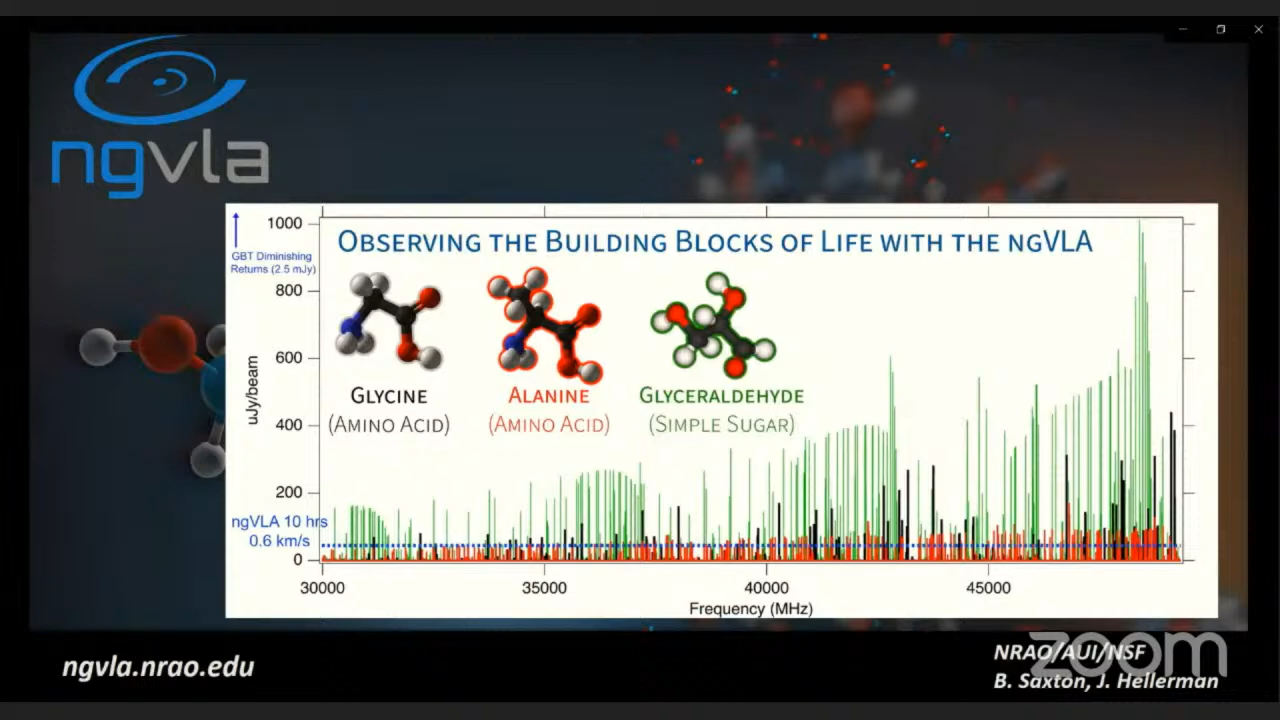 ngvla
OBSERVING THE BUILDING BLOCKS OF LIFE WITH THE NGVLA
GBT Diminishing
Returns (2.5 mJy)
GLYCINE
(AMINO ACID)
ALANINE
(AMINO ACID)
GLYCERALDEHYDE
(SIMPLE SUGAR)
uJy/beam
1000
800
600
400
200
0
ngVLA 10 hrs
0.6 km/s
30000
35000
40000
45000
Frequency (MHz)
ngvla.nrao.edu
NRAO/AUI/NSF
B. Saxton, J. Hellerman
zoom